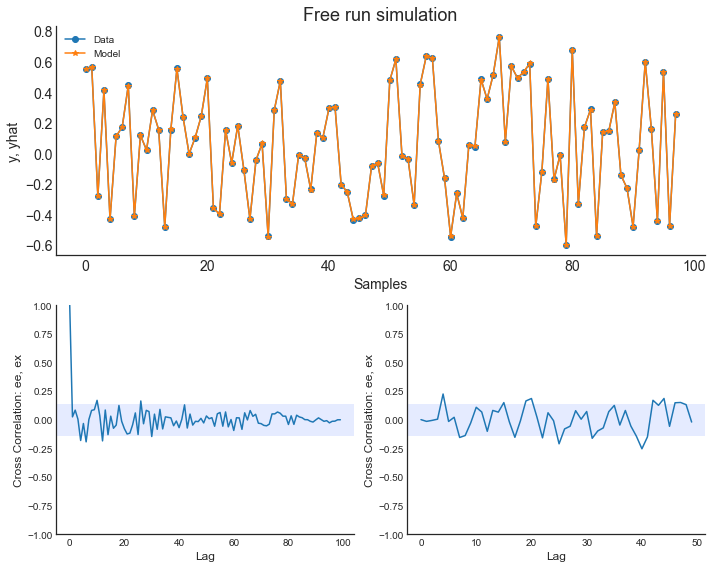 Free run simulation
Data
Model
y, yhat
0.8
0.6
0.4
0.2
0.0
−0.2
−0.4
−0.6
0 20 40 60 80 100
Samples
Cross Correlation: ee, ex
1.00
0.75
0.50
0.25
0.00
−0.25
−0.50
−0.75
−1.00
0 20 40 60 80 100
Lag
Cross Correlation: ee, ex
1.00
0.75
0.50
0.25
0.00
−0.25
−0.50
−0.75
−1.00
0 10 20 30 40 50
Lag